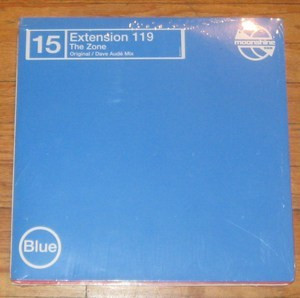 15
Extension 119
The Zone
Original / Dave Audé Mix
moonshine
Blue